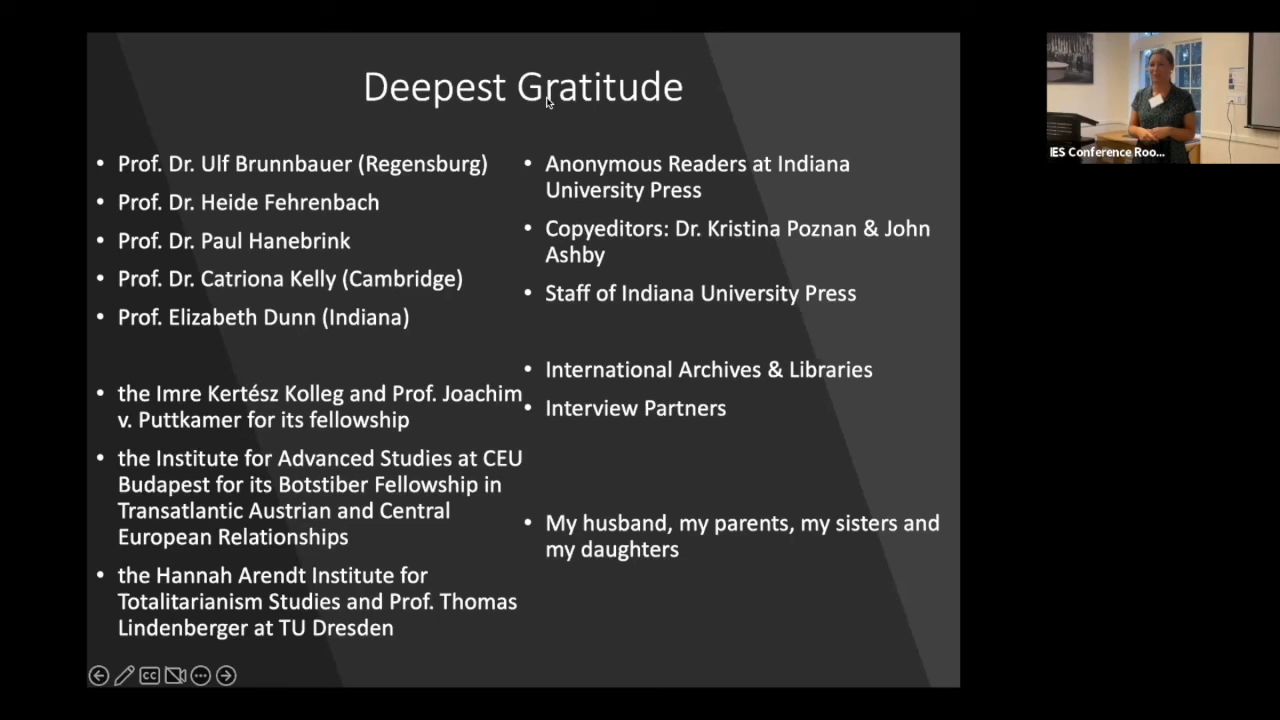 Deepest Gratitude
• Prof. Dr. Ulf Brunnbauer (Regensburg)
• Prof. Dr. Heide Fehrenbach
• Prof. Dr. Paul Hanebrink
• Prof. Dr. Catriona Kelly (Cambridge)
• Prof. Elizabeth Dunn (Indiana)
• the Imre Kertész Kolleg and Prof. Joachim
v. Puttkamer for its fellowship
• the Institute for Advanced Studies at CEU
Budapest for its Botstiber Fellowship in
Transatlantic Austrian and Central
European Relationships
• the Hannah Arendt Institute for
Totalitarianism Studies and Prof. Thomas
Lindenberger at TU Dresden
• Anonymous Readers at Indiana
University Press
• Copyeditors: Dr. Kristina Poznan & John
Ashby
• Staff of Indiana University Press
• International Archives & Libraries
• Interview Partners
• My husband, my parents, my sisters and
my daughters
CC
IES Conference Roo...